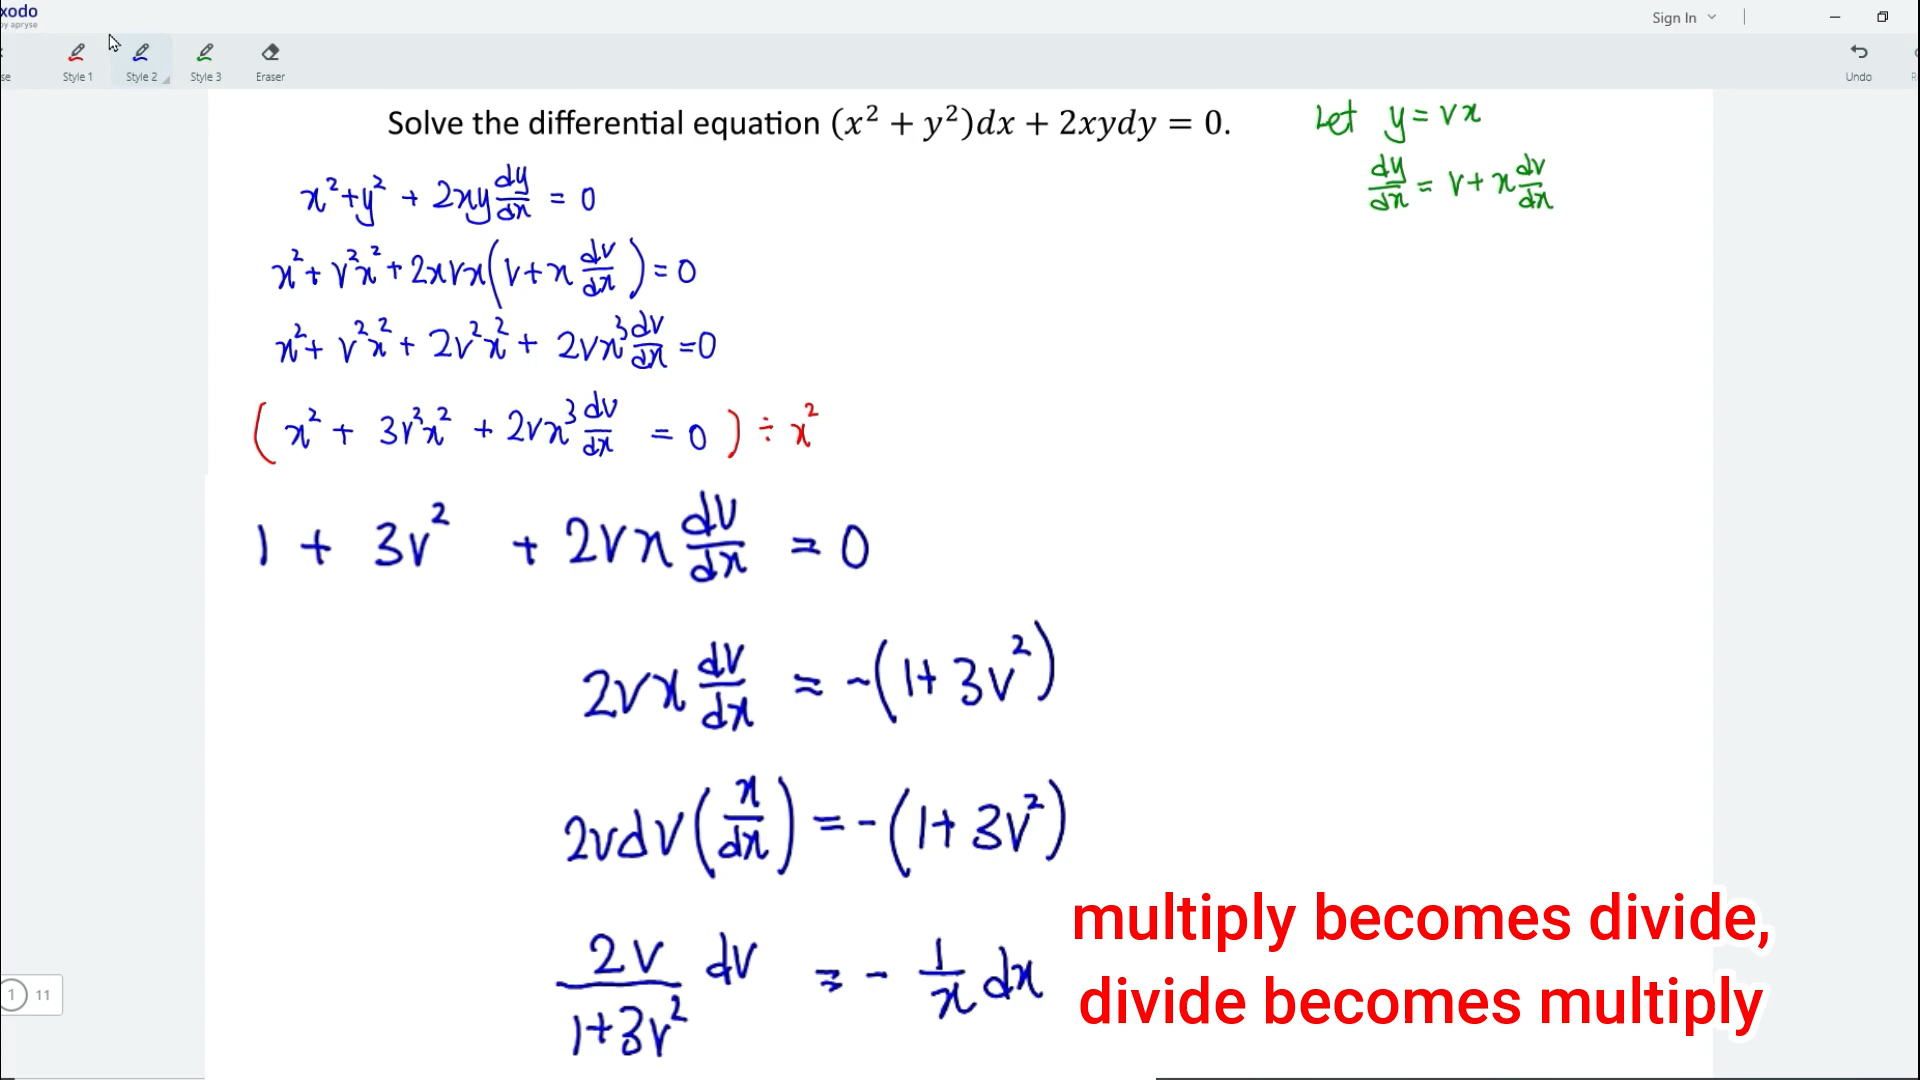 xodo
by apryse
Sign In
se
Style 1
Style 2
Style 3
Eraser
Undo
Solve the differential equation (x² + y²)dx + 2xydy = 0.
Let y = vx
dy/dx = v + x dv/dx
x² + y² + 2xy dy/dx = 0
x² + v²x² + 2xvx(v + x dv/dx) = 0
x² + v²x² + 2v²x² + 2vx³ dv/dx = 0
(x² + 3v²x² + 2vx³ dv/dx = 0) ÷ x²
1 + 3v² + 2vx dv/dx = 0
2vx dv/dx = -(1 + 3v²)
2vdv(x/dx) = -(1 + 3v²)
2v/(1+3v²) dv = - 1/x dx
multiply becomes divide,
divide becomes multiply
1 11